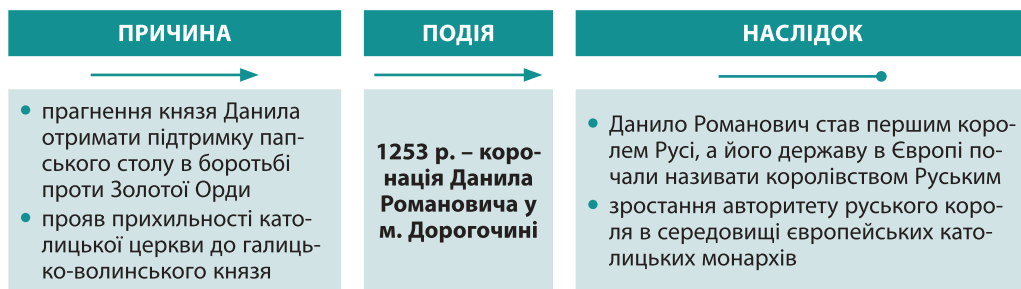 ПРИЧИНА
ПОДІЯ
НАСЛІДОК
• прагнення князя Данила
отримати підтримку пап-
ського столу в боротьбі
проти Золотої Орди
• прояв прихильності като-
лицької церкви до галиць-
ко-волинського князя
1253 р. – коро-
нація Данила
Романовича у
м. Дорогочині
• Данило Романович став першим коро-
лем Русі, а його державу в Європі по-
чали називати королівством Руським
• зростання авторитету руського коро-
ля в середовищі європейських като-
лицьких монархів